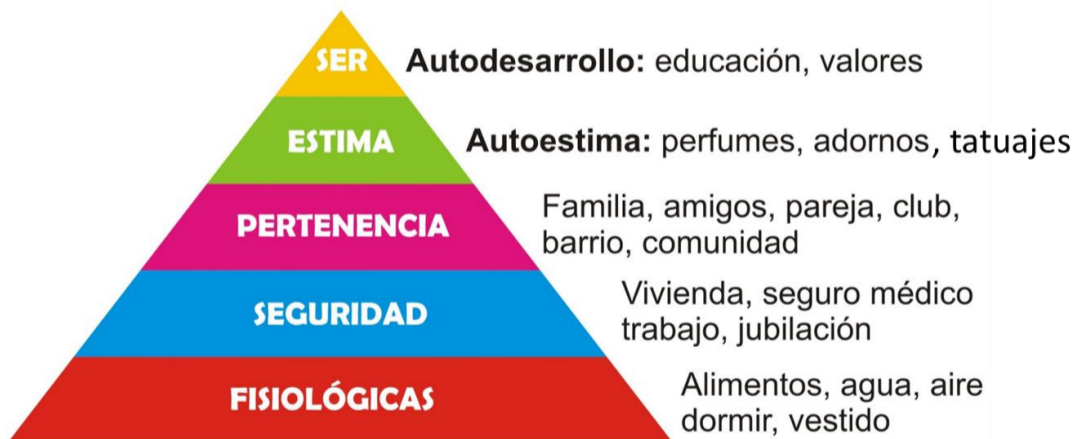 SER
Autodesarrollo: educación, valores
ESTIMA
Autoestima: perfumes, adornos, tatuajes
PERTENENCIA
Familia, amigos, pareja, club,
barrio, comunidad
SEGURIDAD
Vivienda, seguro médico
trabajo, jubilación
FISIOLÓGICAS
Alimentos, agua, aire
dormir, vestido